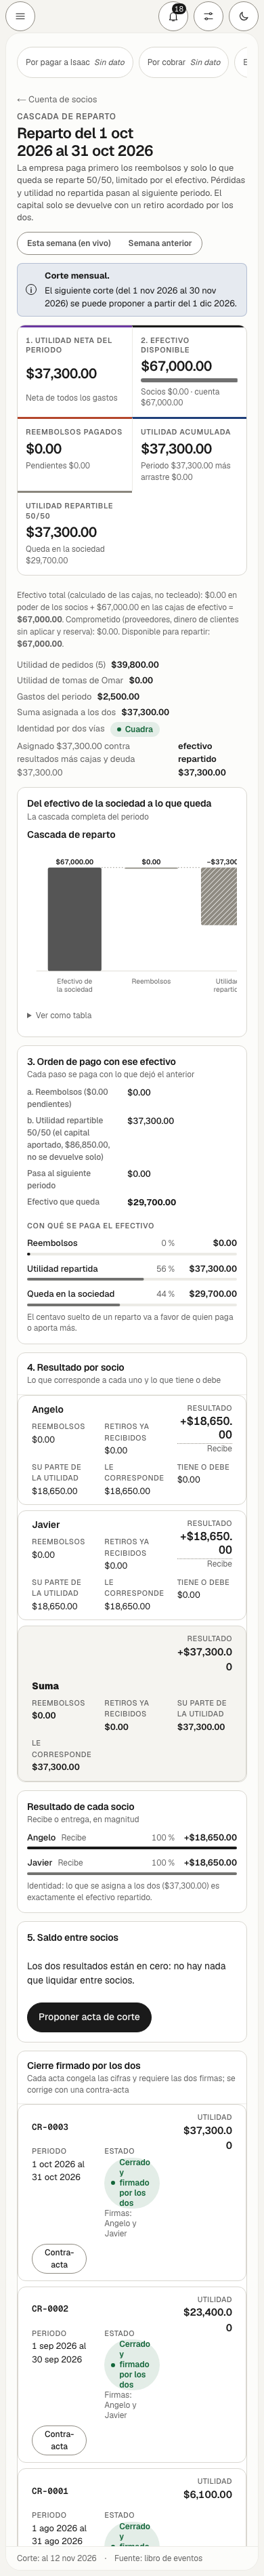 18
Por pagar a Isaac Sin dato
Por cobrar Sin dato
E
← Cuenta de socios
CASCADA DE REPARTO
Reparto del 1 oct
2026 al 31 oct 2026
La empresa paga primero los reembolsos y solo lo que
queda se reparte 50/50, limitado por el efectivo. Pérdidas
y utilidad no repartida pasan al siguiente periodo. El
capital solo se devuelve con un retiro acordado por los
dos.
Esta semana (en vivo)
Semana anterior
Corte mensual.
El siguiente corte (del 1 nov 2026 al 30 nov
2026) se puede proponer a partir del 1 dic 2026.
1. UTILIDAD NETA DEL
PERIODO
$37,300.00
Neta de todos los gastos
2. EFECTIVO
DISPONIBLE
$67,000.00
Socios $0.00 · cuenta
$67,000.00
REEMBOLSOS PAGADOS
$0.00
Pendientes $0.00
UTILIDAD ACUMULADA
$37,300.00
Periodo $37,300.00 más
arrastre $0.00
UTILIDAD REPARTIBLE
50/50
$37,300.00
Queda en la sociedad
$29,700.00
Efectivo total (calculado de las cajas, no tecleado): $0.00 en
poder de los socios + $67,000.00 en las cajas de efectivo =
$67,000.00. Comprometido (proveedores, dinero de clientes
sin aplicar y reserva): $0.00. Disponible para repartir:
$67,000.00.
Utilidad de pedidos (5) $39,800.00
Utilidad de tomas de Omar $0.00
Gastos del periodo $2,500.00
Suma asignada a los dos $37,300.00
Identidad por dos vías Cuadra
Asignado $37,300.00 contra
resultados más cajas y deuda
$37,300.00
efectivo
repartido
$37,300.00
Del efectivo de la sociedad a lo que queda
La cascada completa del periodo
Cascada de reparto
$67,000.00
$0.00
−$37,300
Efectivo de
la sociedad
Reembolsos
Utilidad
repartic
Ver como tabla
3. Orden de pago con ese efectivo
Cada paso se paga con lo que dejó el anterior
a. Reembolsos ($0.00
pendientes)
$0.00
b. Utilidad repartible
50/50 (el capital
aportado, $86,850.00,
no se devuelve solo)
$37,300.00
Pasa al siguiente
periodo
$0.00
Efectivo que queda
$29,700.00
CON QUÉ SE PAGA EL EFECTIVO
Reembolsos 0 % $0.00
Utilidad repartida 56 % $37,300.00
Queda en la sociedad 44 % $29,700.00
El centavo suelto de un reparto va a favor de quien paga
o aporta más.
4. Resultado por socio
Lo que corresponde a cada uno y lo que tiene o debe
Angelo
REEMBOLSOS
$0.00
RETIROS YA
RECIBIDOS
$0.00
RESULTADO
+$18,650.
00
Recibe
SU PARTE DE
LA UTILIDAD
$18,650.00
LE
CORRESPONDE
$18,650.00
TIENE O DEBE
$0.00
Javier
REEMBOLSOS
$0.00
RETIROS YA
RECIBIDOS
$0.00
RESULTADO
+$18,650.
00
Recibe
SU PARTE DE
LA UTILIDAD
$18,650.00
LE
CORRESPONDE
$18,650.00
TIENE O DEBE
$0.00
RESULTADO
+$37,300.0
0
Suma
REEMBOLSOS
$0.00
RETIROS YA
RECIBIDOS
$0.00
SU PARTE DE
LA UTILIDAD
$37,300.00
LE
CORRESPONDE
$37,300.00
Resultado de cada socio
Recibe o entrega, en magnitud
Angelo Recibe 100 % +$18,650.00
Javier Recibe 100 % +$18,650.00
Identidad: lo que se asigna a los dos ($37,300.00) es
exactamente el efectivo repartido.
5. Saldo entre socios
Los dos resultados están en cero: no hay nada
que liquidar entre socios.
Proponer acta de corte
Cierre firmado por los dos
Cada acta congela las cifras y requiere las dos firmas; se
corrige con una contra-acta
CR-0003
UTILIDAD
$37,300.0
0
PERIODO
1 oct 2026 al
31 oct 2026
ESTADO
Cerrado
y
firmado
por los
dos
Firmas:
Angelo y
Javier
Contra-
acta
CR-0002
UTILIDAD
$23,400.0
0
PERIODO
1 sep 2026 al
30 sep 2026
ESTADO
Cerrado
y
firmado
por los
dos
Firmas:
Angelo y
Javier
Contra-
acta
CR-0001
UTILIDAD
$6,100.00
PERIODO
1 ago 2026 al
31 ago 2026
ESTADO
Cerrado
y
Corte: al 12 nov 2026 · Fuente: libro de eventos